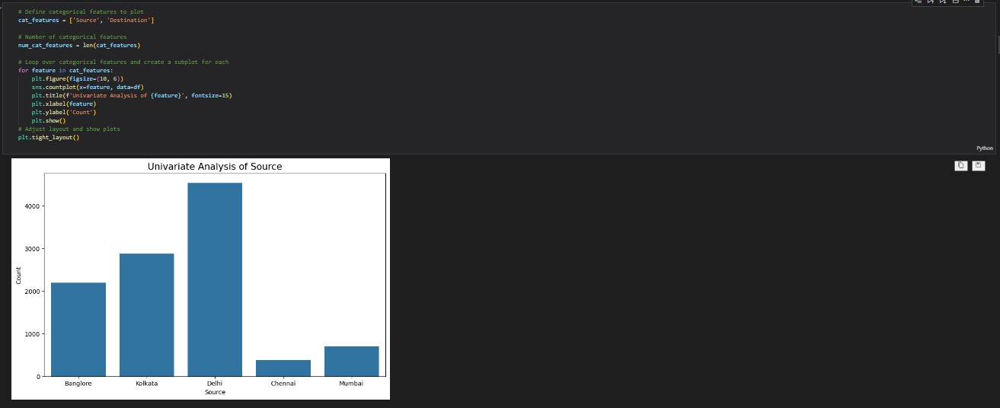 # Define categorical features to plot
cat_features = ['Source', 'Destination']
# Number of categorical features
num_cat_features = len(cat_features)
# Loop over categorical features and create a subplot for each
for feature in cat_features:
    plt.figure(figsize=(10, 6))
    sns.countplot(x=feature, data=df)
    plt.title(f'Univariate Analysis of {feature}', fontsize=15)
    plt.xlabel(feature)
    plt.ylabel('Count')
    plt.show()
# Adjust layout and show plots
plt.tight_layout()
Python
Univariate Analysis of Source
4000
3000
2000
1000
0
Count
Banglore Kolkata Delhi Chennai Mumbai
Source